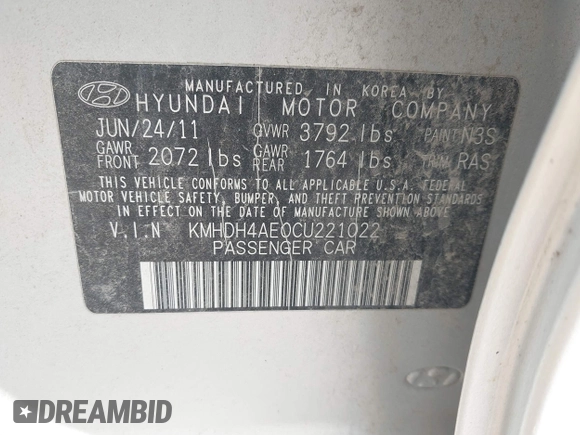 MANUFACTURED IN KOREA BY
HYUNDAI MOTOR COMPANY
JUN/24/11 GVWR 3792 lbs PAINT N3S
GAWR FRONT 2072 lbs GAWR REAR 1764 lbs TRIM RAS
THIS VEHICLE CONFORMS TO ALL APPLICABLE U.S.A. FEDERAL
MOTOR VEHICLE SAFETY, BUMPER, AND THEFT PREVENTION STANDARDS
IN EFFECT ON THE DATE OF MANUFACTURE SHOWN ABOVE.
V.I.N KMHDH4AE0CU221022
PASSENGER CAR
DREAMBID